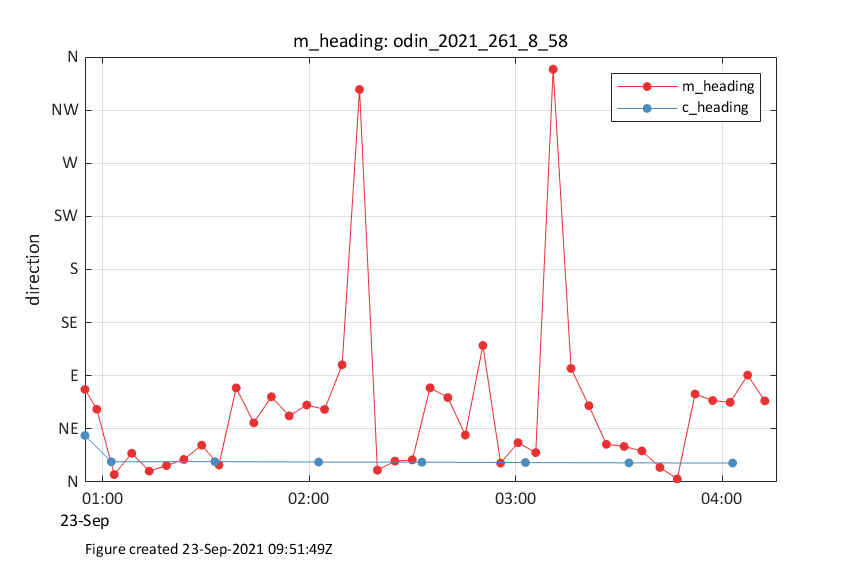 m_heading: odin_2021_261_8_58
N
NW
W
SW
S
SE
E
NE
N
direction
m_heading
c_heading
01:00 02:00 03:00 04:00
23-Sep
Figure created 23-Sep-2021 09:51:49Z